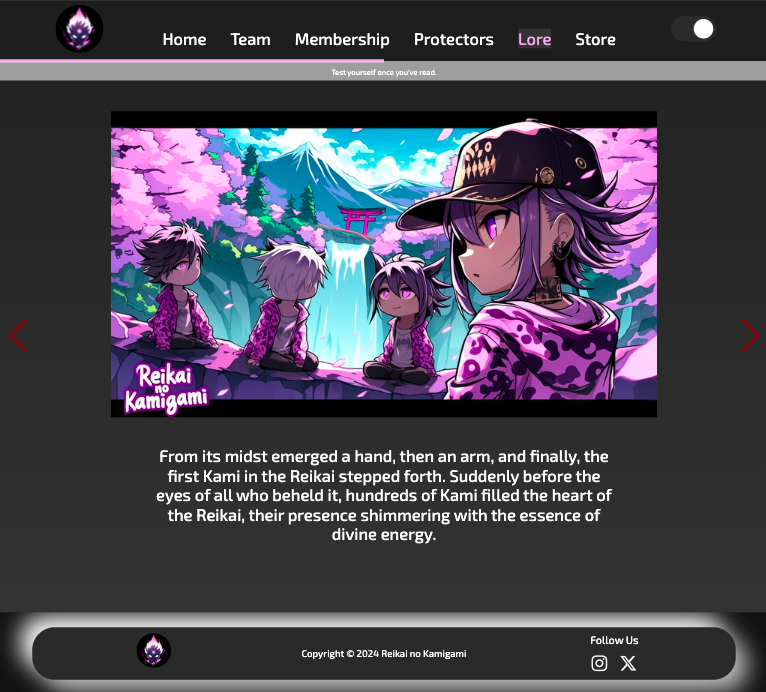 Home Team Membership Protectors Lore Store
Test yourself once you've read.
Reikai
no
Kamigami
From its midst emerged a hand, then an arm, and finally, the
first Kami in the Reikai stepped forth. Suddenly before the
eyes of all who beheld it, hundreds of Kami filled the heart of
the Reikai, their presence shimmering with the essence of
divine energy.
Follow Us
Copyright © 2024 Reikai no Kamigami